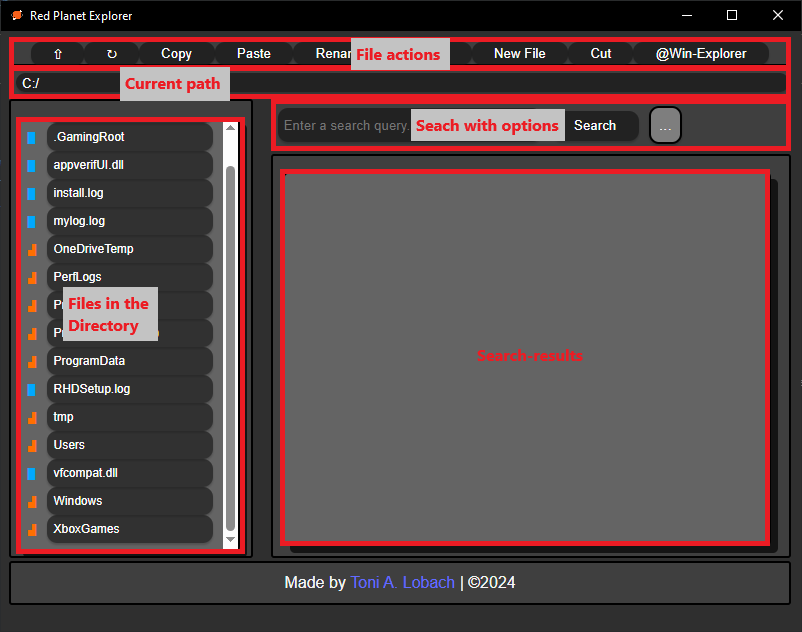 Red Planet Explorer
⇧ ↻ Copy Paste Renam File actions New File Cut @Win-Explorer
C:/
Current path
Enter a search query. Seach with options Search ...
.GamingRoot
appverifUI.dll
install.log
mylog.log
OneDriveTemp
PerfLogs
Files in the
Directory
ProgramData
RHDSetup.log
tmp
Users
vfcompat.dll
Windows
XboxGames
Search-results
Made by Toni A. Lobach | ©2024